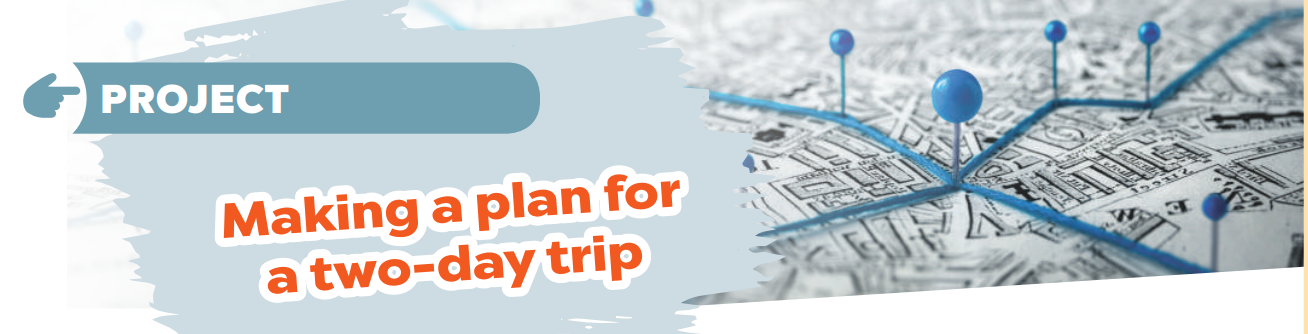 PROJECT
Making a plan for
a two-day trip